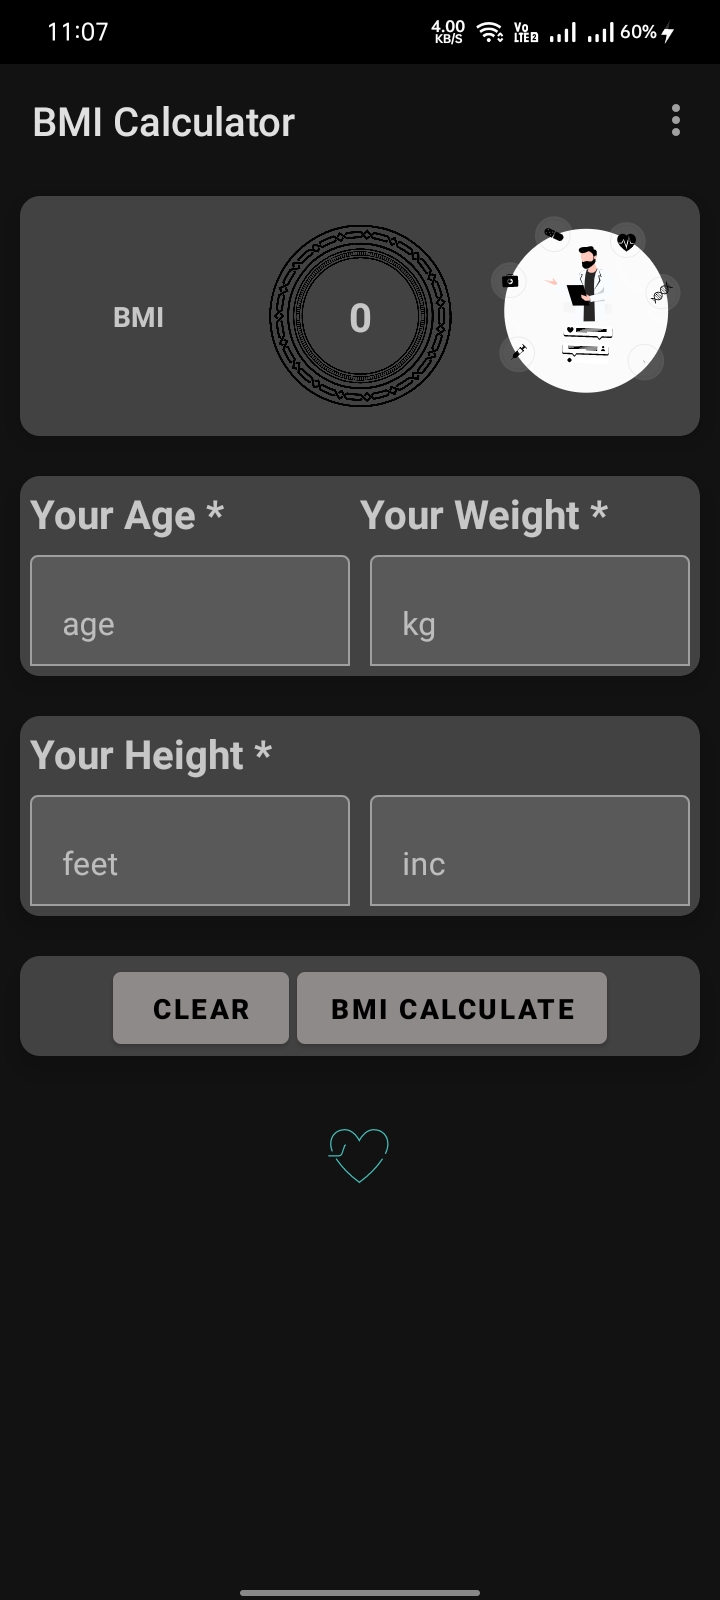 11:07 4.00 KB/S Vo LTE2 60%
BMI Calculator
BMI 0
Your Age * Your Weight *
age kg
Your Height *
feet inc
CLEAR BMI CALCULATE